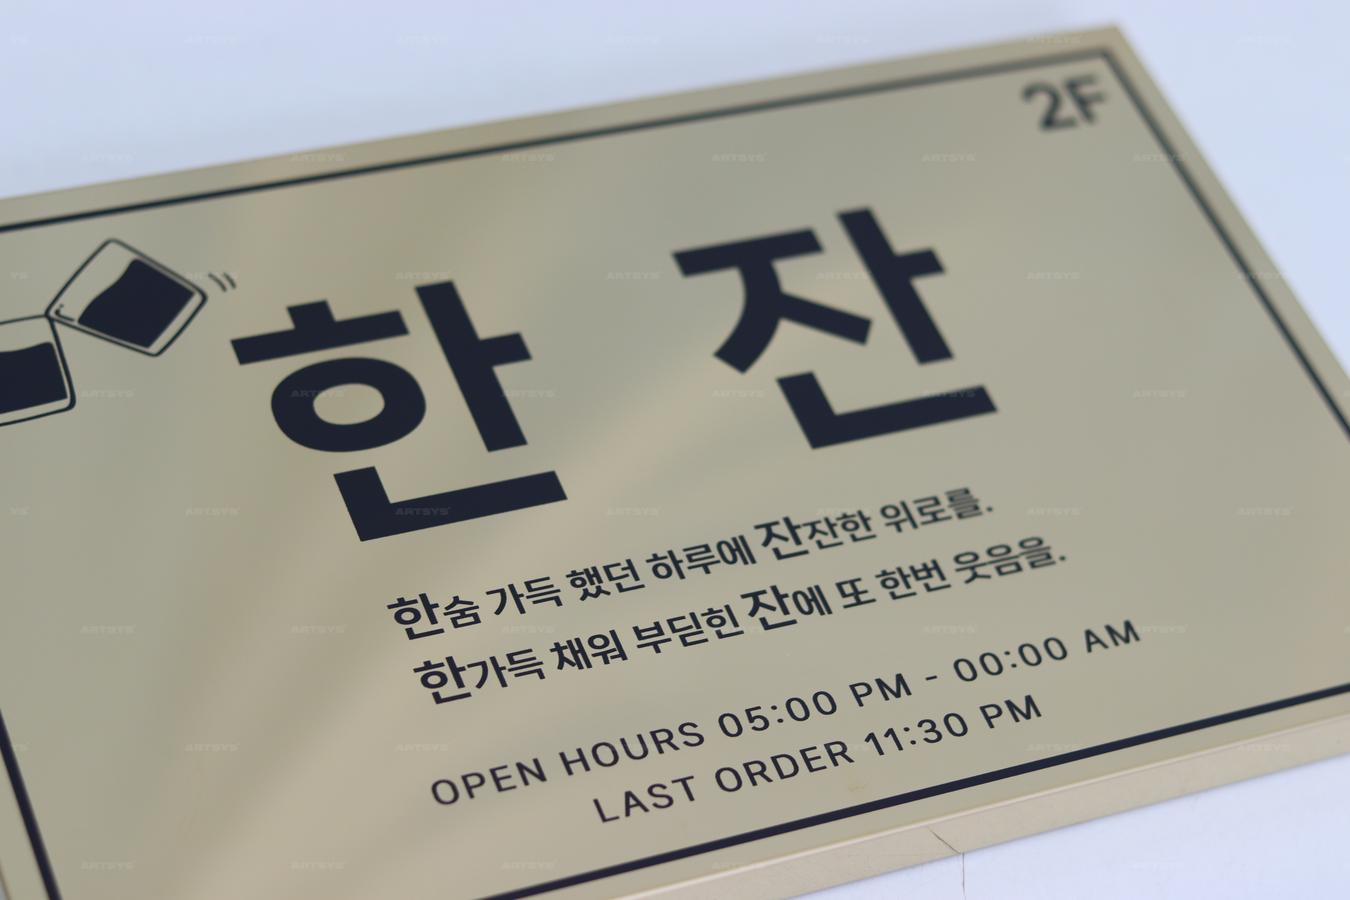 2F
한 잔
한숨 가득 했던 하루에 잔잔한 위로를.
한가득 채워 부딛힌 잔에 또 한번 웃음을.
OPEN HOURS 05:00 PM - 00:00 AM
LAST ORDER 11:30 PM
ARTSYS